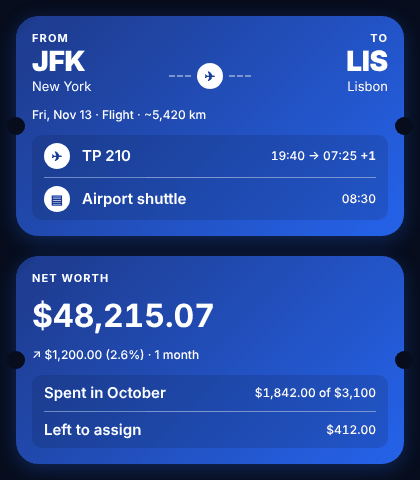 FROM TO
JFK LIS
New York Lisbon
Fri, Nov 13 · Flight · ~5,420 km
TP 210 19:40 → 07:25 +1
Airport shuttle 08:30
NET WORTH
$48,215.07
↗ $1,200.00 (2.6%) · 1 month
Spent in October $1,842.00 of $3,100
Left to assign $412.00